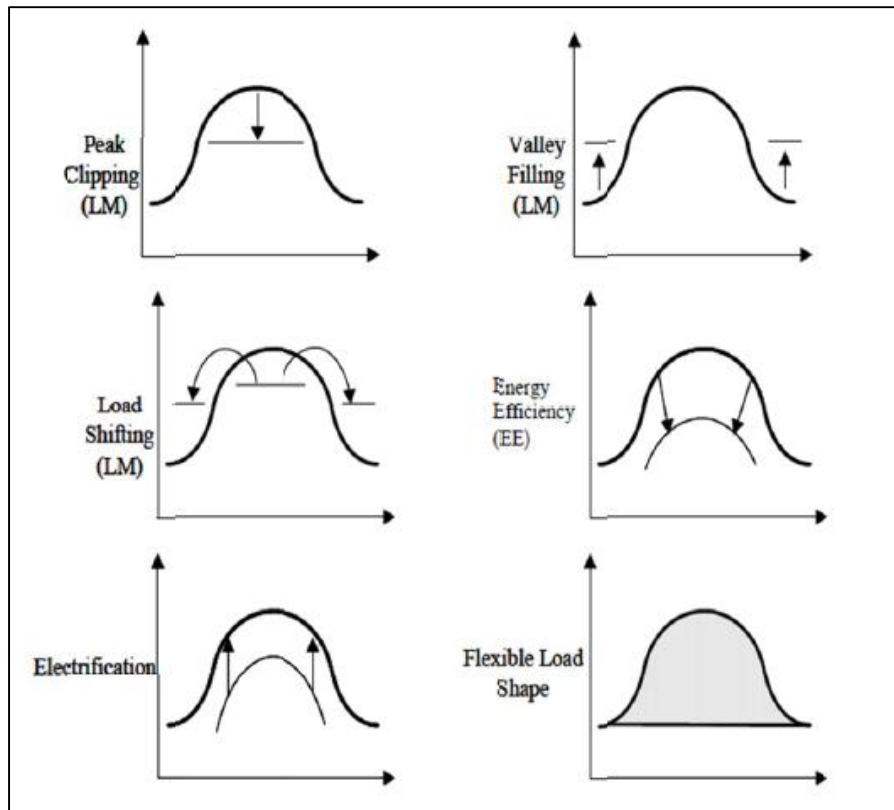 Peak
Clipping
(LM)
Valley
Filling
(LM)
Load
Shifting
(LM)
Energy
Efficiency
(EE)
Electrification
Flexible Load
Shape